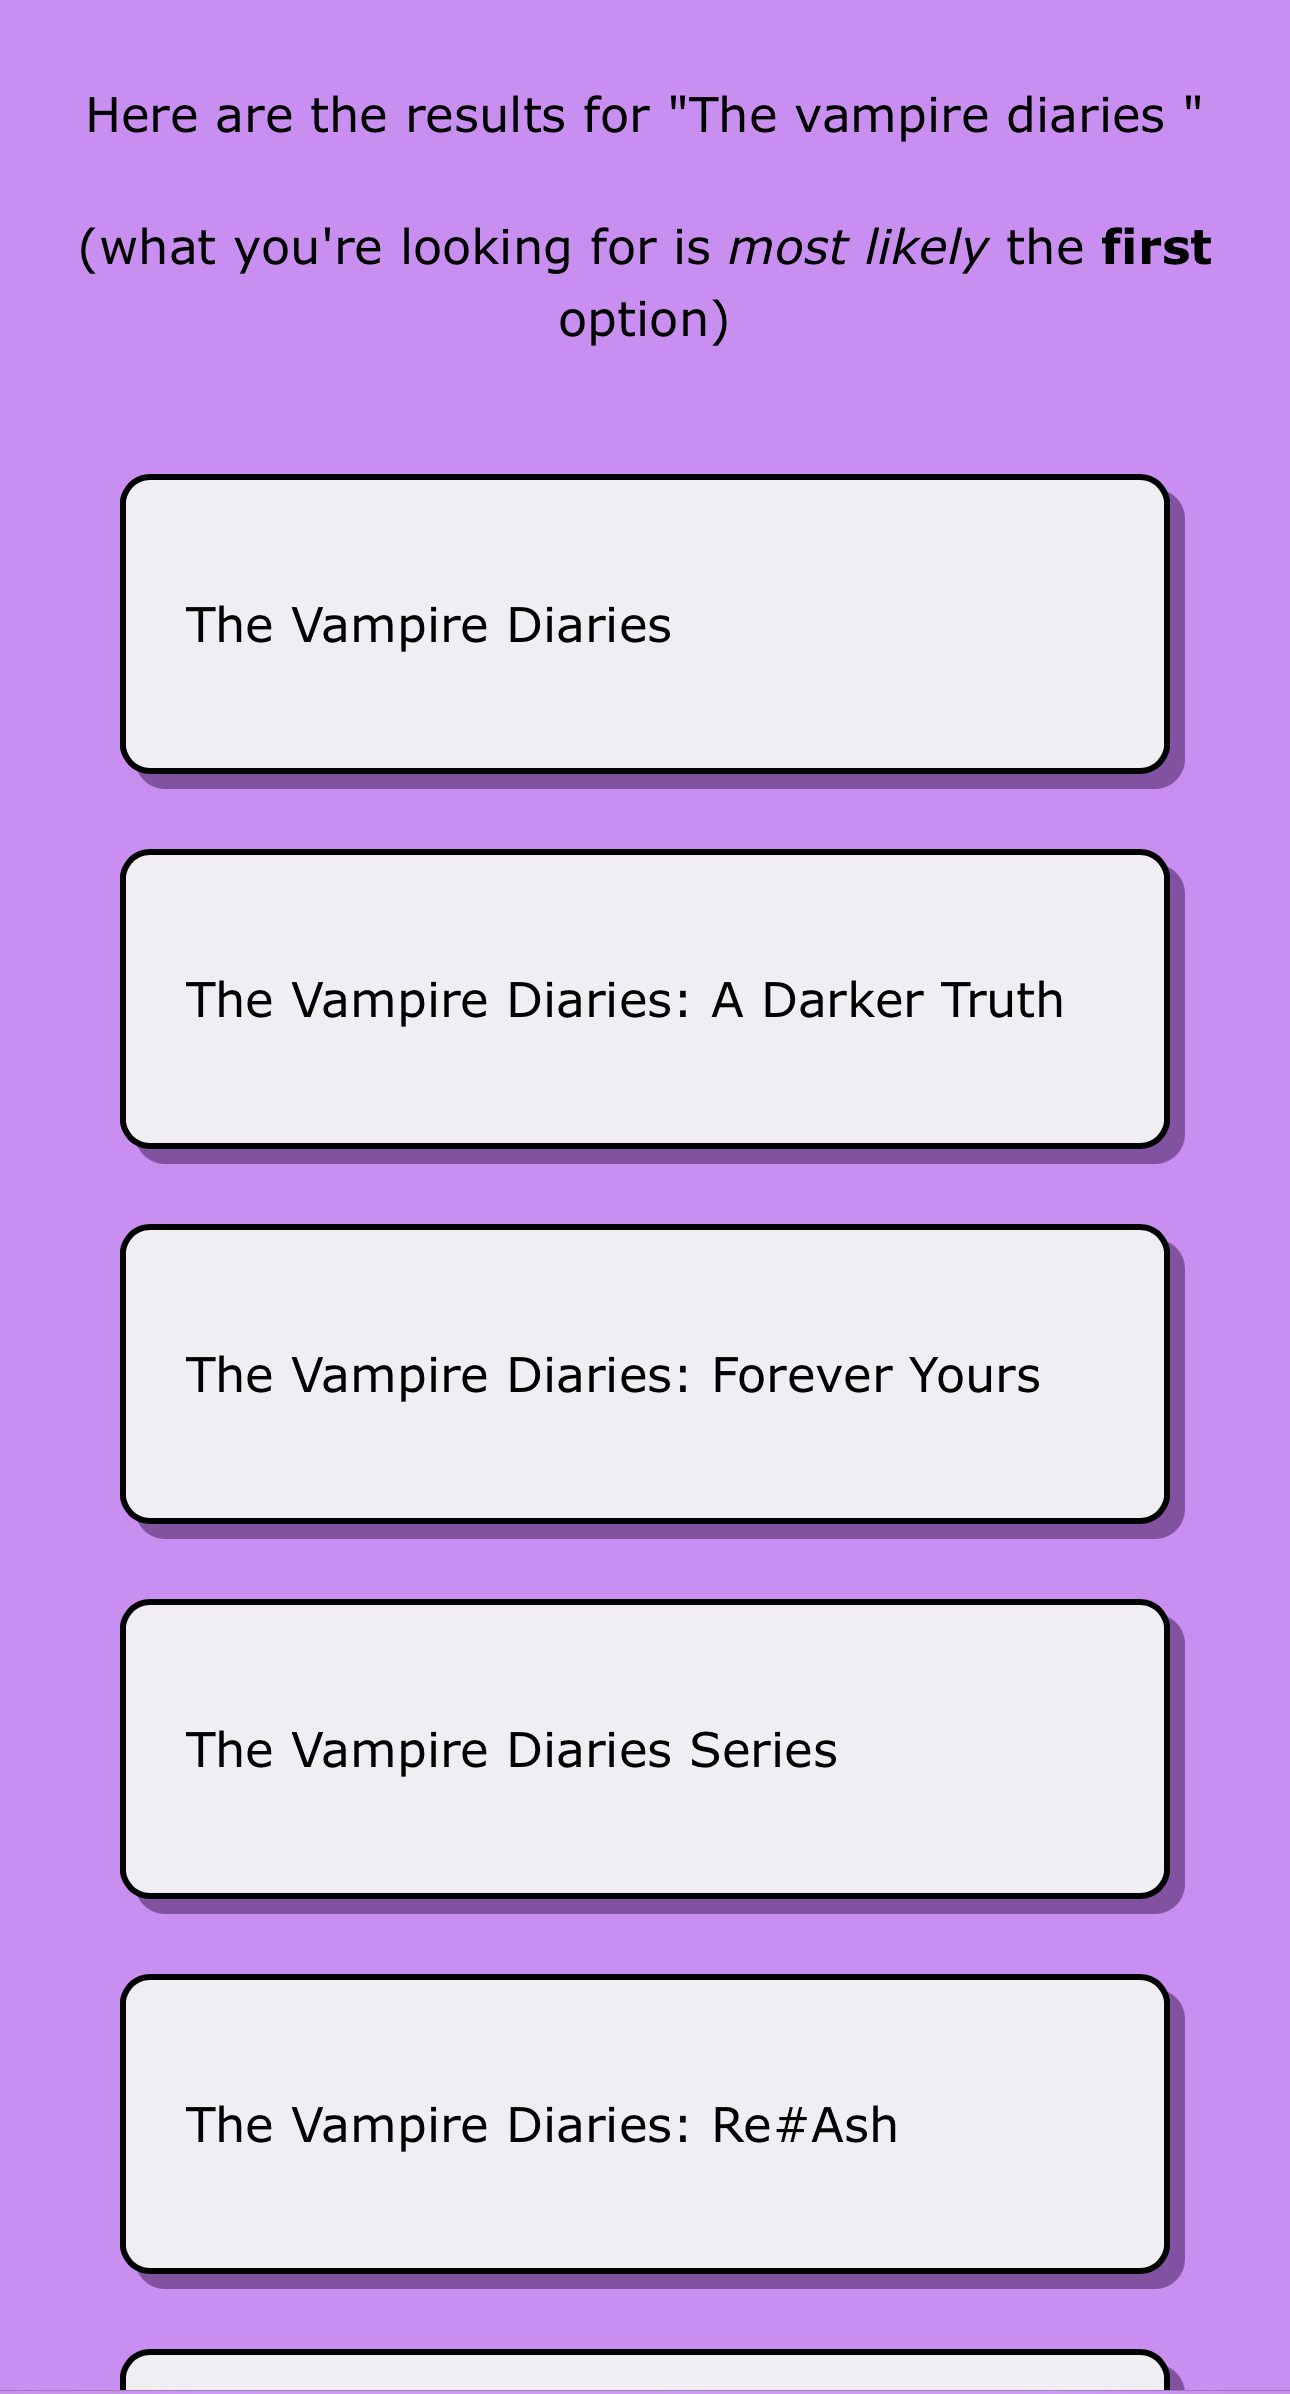 Here are the results for "The vampire diaries "
(what you're looking for is most likely the first
option)
The Vampire Diaries
The Vampire Diaries: A Darker Truth
The Vampire Diaries: Forever Yours
The Vampire Diaries Series
The Vampire Diaries: Re#Ash